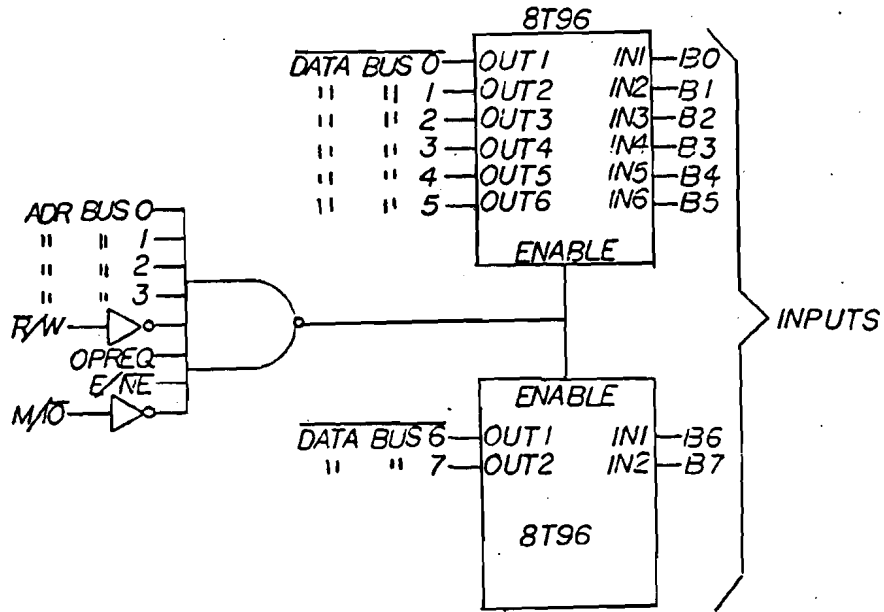 8T96
DATA BUS 0 OUT1 IN1 B0
" " 1 OUT2 IN2 B1
" " 2 OUT3 IN3 B2
" " 3 OUT4 IN4 B3
" " 4 OUT5 IN5 B4
" " 5 OUT6 IN6 B5
ENABLE
ADR BUS 0
" " 1
" " 2
" " 3
R̅/W
OPREQ
E/N̅E̅
M/I̅O̅
INPUTS
ENABLE
DATA BUS 6 OUT1 IN1 B6
" " 7 OUT2 IN2 B7
8T96